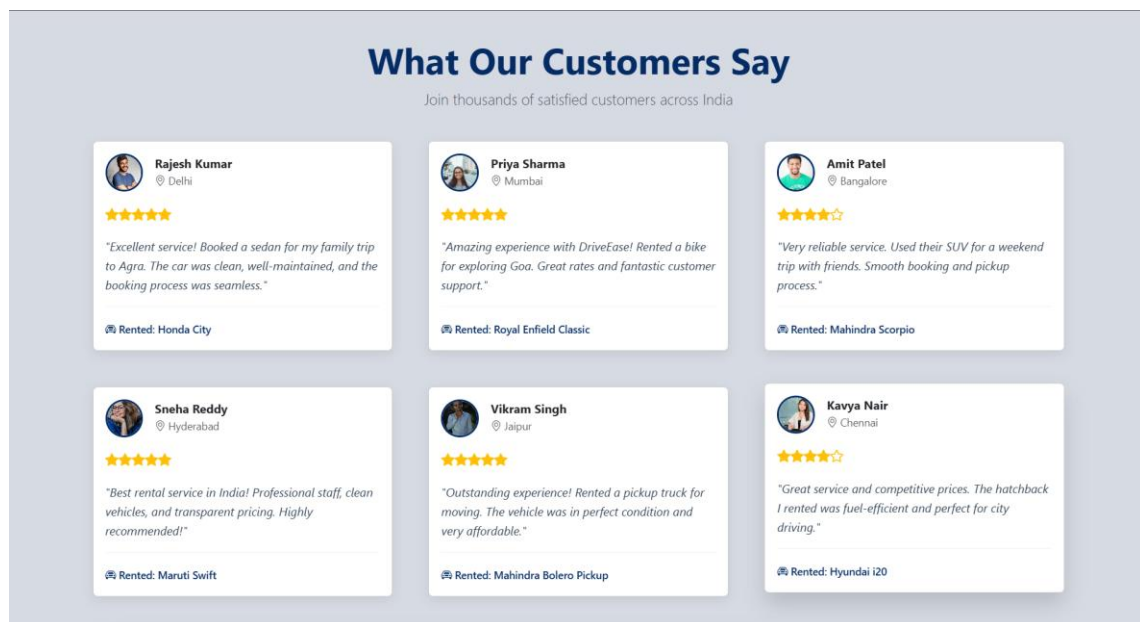 What Our Customers Say
Join thousands of satisfied customers across India
Rajesh Kumar
Delhi
"Excellent service! Booked a sedan for my family trip
to Agra. The car was clean, well-maintained, and the
booking process was seamless."
Rented: Honda City
Priya Sharma
Mumbai
"Amazing experience with DriveEase! Rented a bike
for exploring Goa. Great rates and fantastic customer
support."
Rented: Royal Enfield Classic
Amit Patel
Bangalore
"Very reliable service. Used their SUV for a weekend
trip with friends. Smooth booking and pickup
process."
Rented: Mahindra Scorpio
Sneha Reddy
Hyderabad
"Best rental service in India! Professional staff, clean
vehicles, and transparent pricing. Highly
recommended!"
Rented: Maruti Swift
Vikram Singh
Jaipur
"Outstanding experience! Rented a pickup truck for
moving. The vehicle was in perfect condition and
very affordable."
Rented: Mahindra Bolero Pickup
Kavya Nair
Chennai
"Great service and competitive prices. The hatchback
I rented was fuel-efficient and perfect for city
driving."
Rented: Hyundai i20